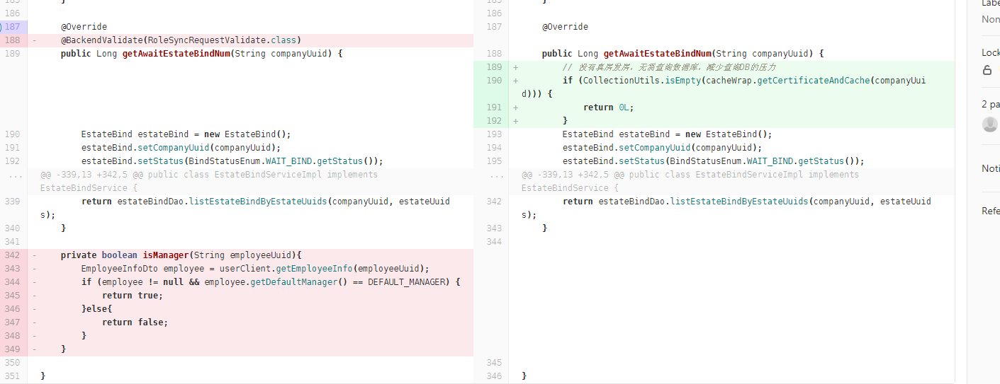 185 } 185 } Labe
186 186
187 @Override 187 @Override Non
188 - @BackendValidate(RoleSyncRequestValidate.class)
189 public Long getAwaitEstateBindNum(String companyUuid) { 188 public Long getAwaitEstateBindNum(String companyUuid) { Lock
189 + // 没有真房发房，无需查询数据库，减少查询DB的压力
190 + if (CollectionUtils.isEmpty(cacheWrap.getCertificateAndCache(companyUui
d))) {
191 + return 0L; 2 pa
192 + }
190 EstateBind estateBind = new EstateBind(); 193 EstateBind estateBind = new EstateBind();
191 estateBind.setCompanyUuid(companyUuid); 194 estateBind.setCompanyUuid(companyUuid);
192 estateBind.setStatus(BindStatusEnum.WAIT_BIND.getStatus()); 195 estateBind.setStatus(BindStatusEnum.WAIT_BIND.getStatus()); Noti
... @@ -339,13 +342,5 @@ public class EstateBindServiceImpl implements ... @@ -339,13 +342,5 @@ public class EstateBindServiceImpl implements
EstateBindService { EstateBindService {
339 return estateBindDao.listEstateBindByEstateUuids(companyUuid, estateUuid 342 return estateBindDao.listEstateBindByEstateUuids(companyUuid, estateUuid
s); s); Refe
340 } 343 }
341 344
342 - private boolean isManager(String employeeUuid){
343 - EmployeeInfoDto employee = userClient.getEmployeeInfo(employeeUuid);
344 - if (employee != null && employee.getDefaultManager() == DEFAULT_MANAGER) {
345 - return true;
346 - }else{
347 - return false;
348 - }
349 - }
350 345
351 } 346 }